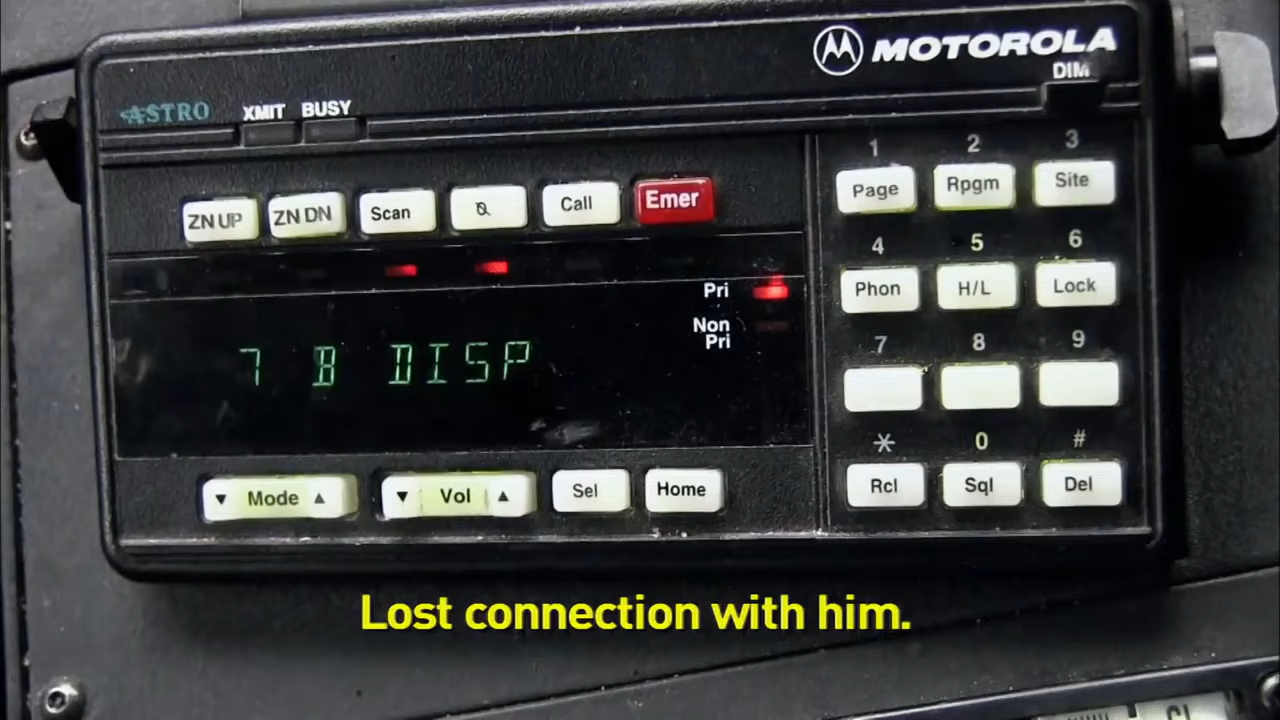 MOTOROLA
DIM
ASTRO XMIT BUSY
1 2 3
ZN UP ZN DN Scan Call Emer Page Rpgm Site
4 5 6
Pri Phon H/L Lock
Non
Pri
7 8 9
7 B DISP
* 0 #
Mode Vol Sel Home Rcl Sql Del
Lost connection with him.